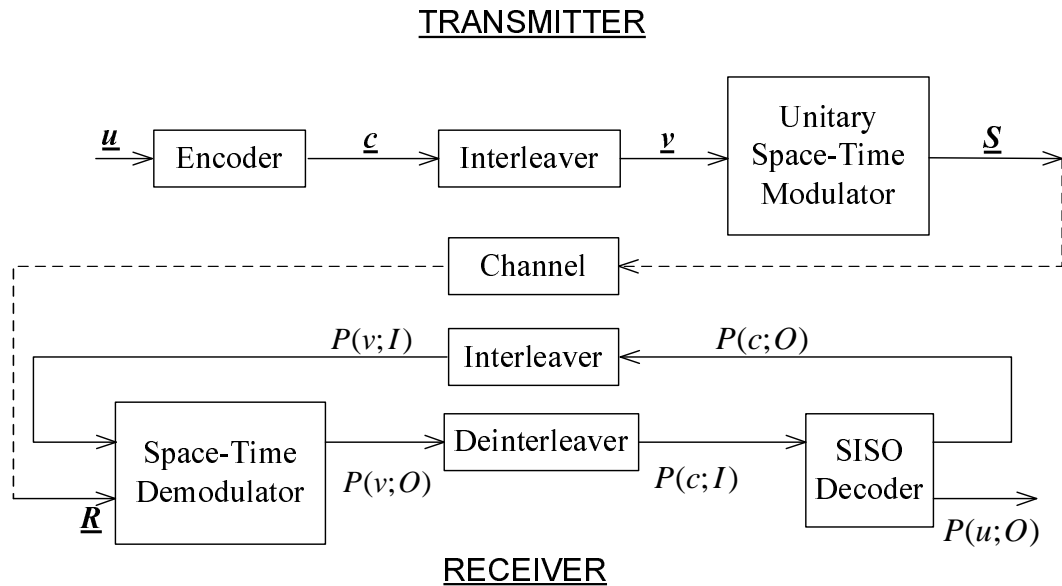 TRANSMITTER
u
Encoder
c
Interleaver
v
Unitary
Space-Time
Modulator
S
Channel
P(v;I)
Interleaver
P(c;O)
R
Space-Time
Demodulator
P(v;O)
Deinterleaver
P(c;I)
SISO
Decoder
P(u;O)
RECEIVER